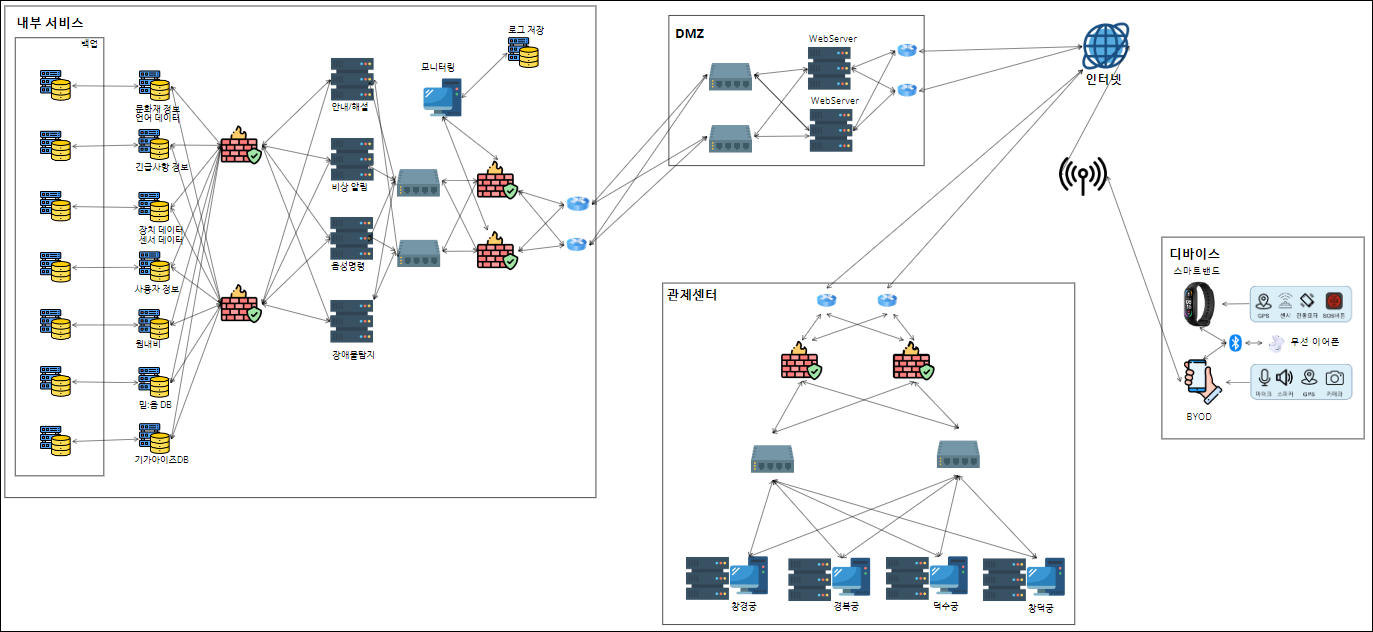 내부 서비스
백업
문화재 정보
언어 데이터
긴급사항 정보
장치 데이터
센서 데이터
사용자 정보
원내비
믿:음 DB
기가아이즈DB
안내/해설
비상 알림
음성명령
장애물탐지
모니터링
로그 저장
DMZ
WebServer
WebServer
인터넷
관제센터
창경궁
경복궁
덕수궁
창덕궁
디바이스
스마트밴드
GPS
센서
진동모좌
SOS버튼
무선 이어폰
마이크
스피커
GPS
카메라
BYOD